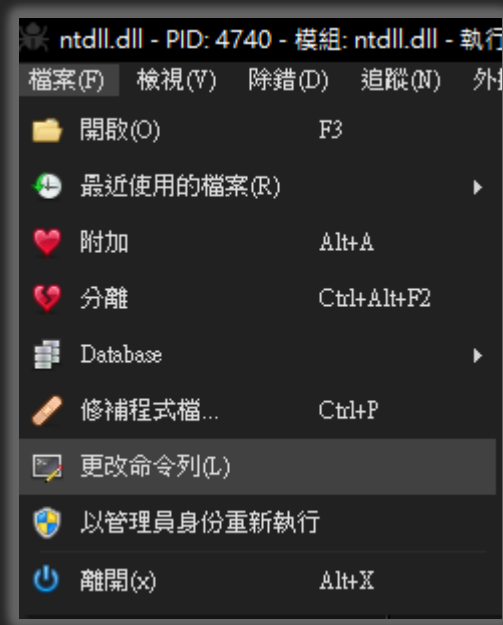 ntdll.dll - PID: 4740 - 模組: ntdll.dll - 執行
檔案(F) 檢視(V) 除錯(D) 追蹤(N)
開啟(O) F3
最近使用的檔案(R)
附加 Alt+A
分離 Ctrl+Alt+F2
Database
修補程式檔... Ctrl+P
更改命令列(L)
以管理員身份重新執行
離開(x) Alt+X